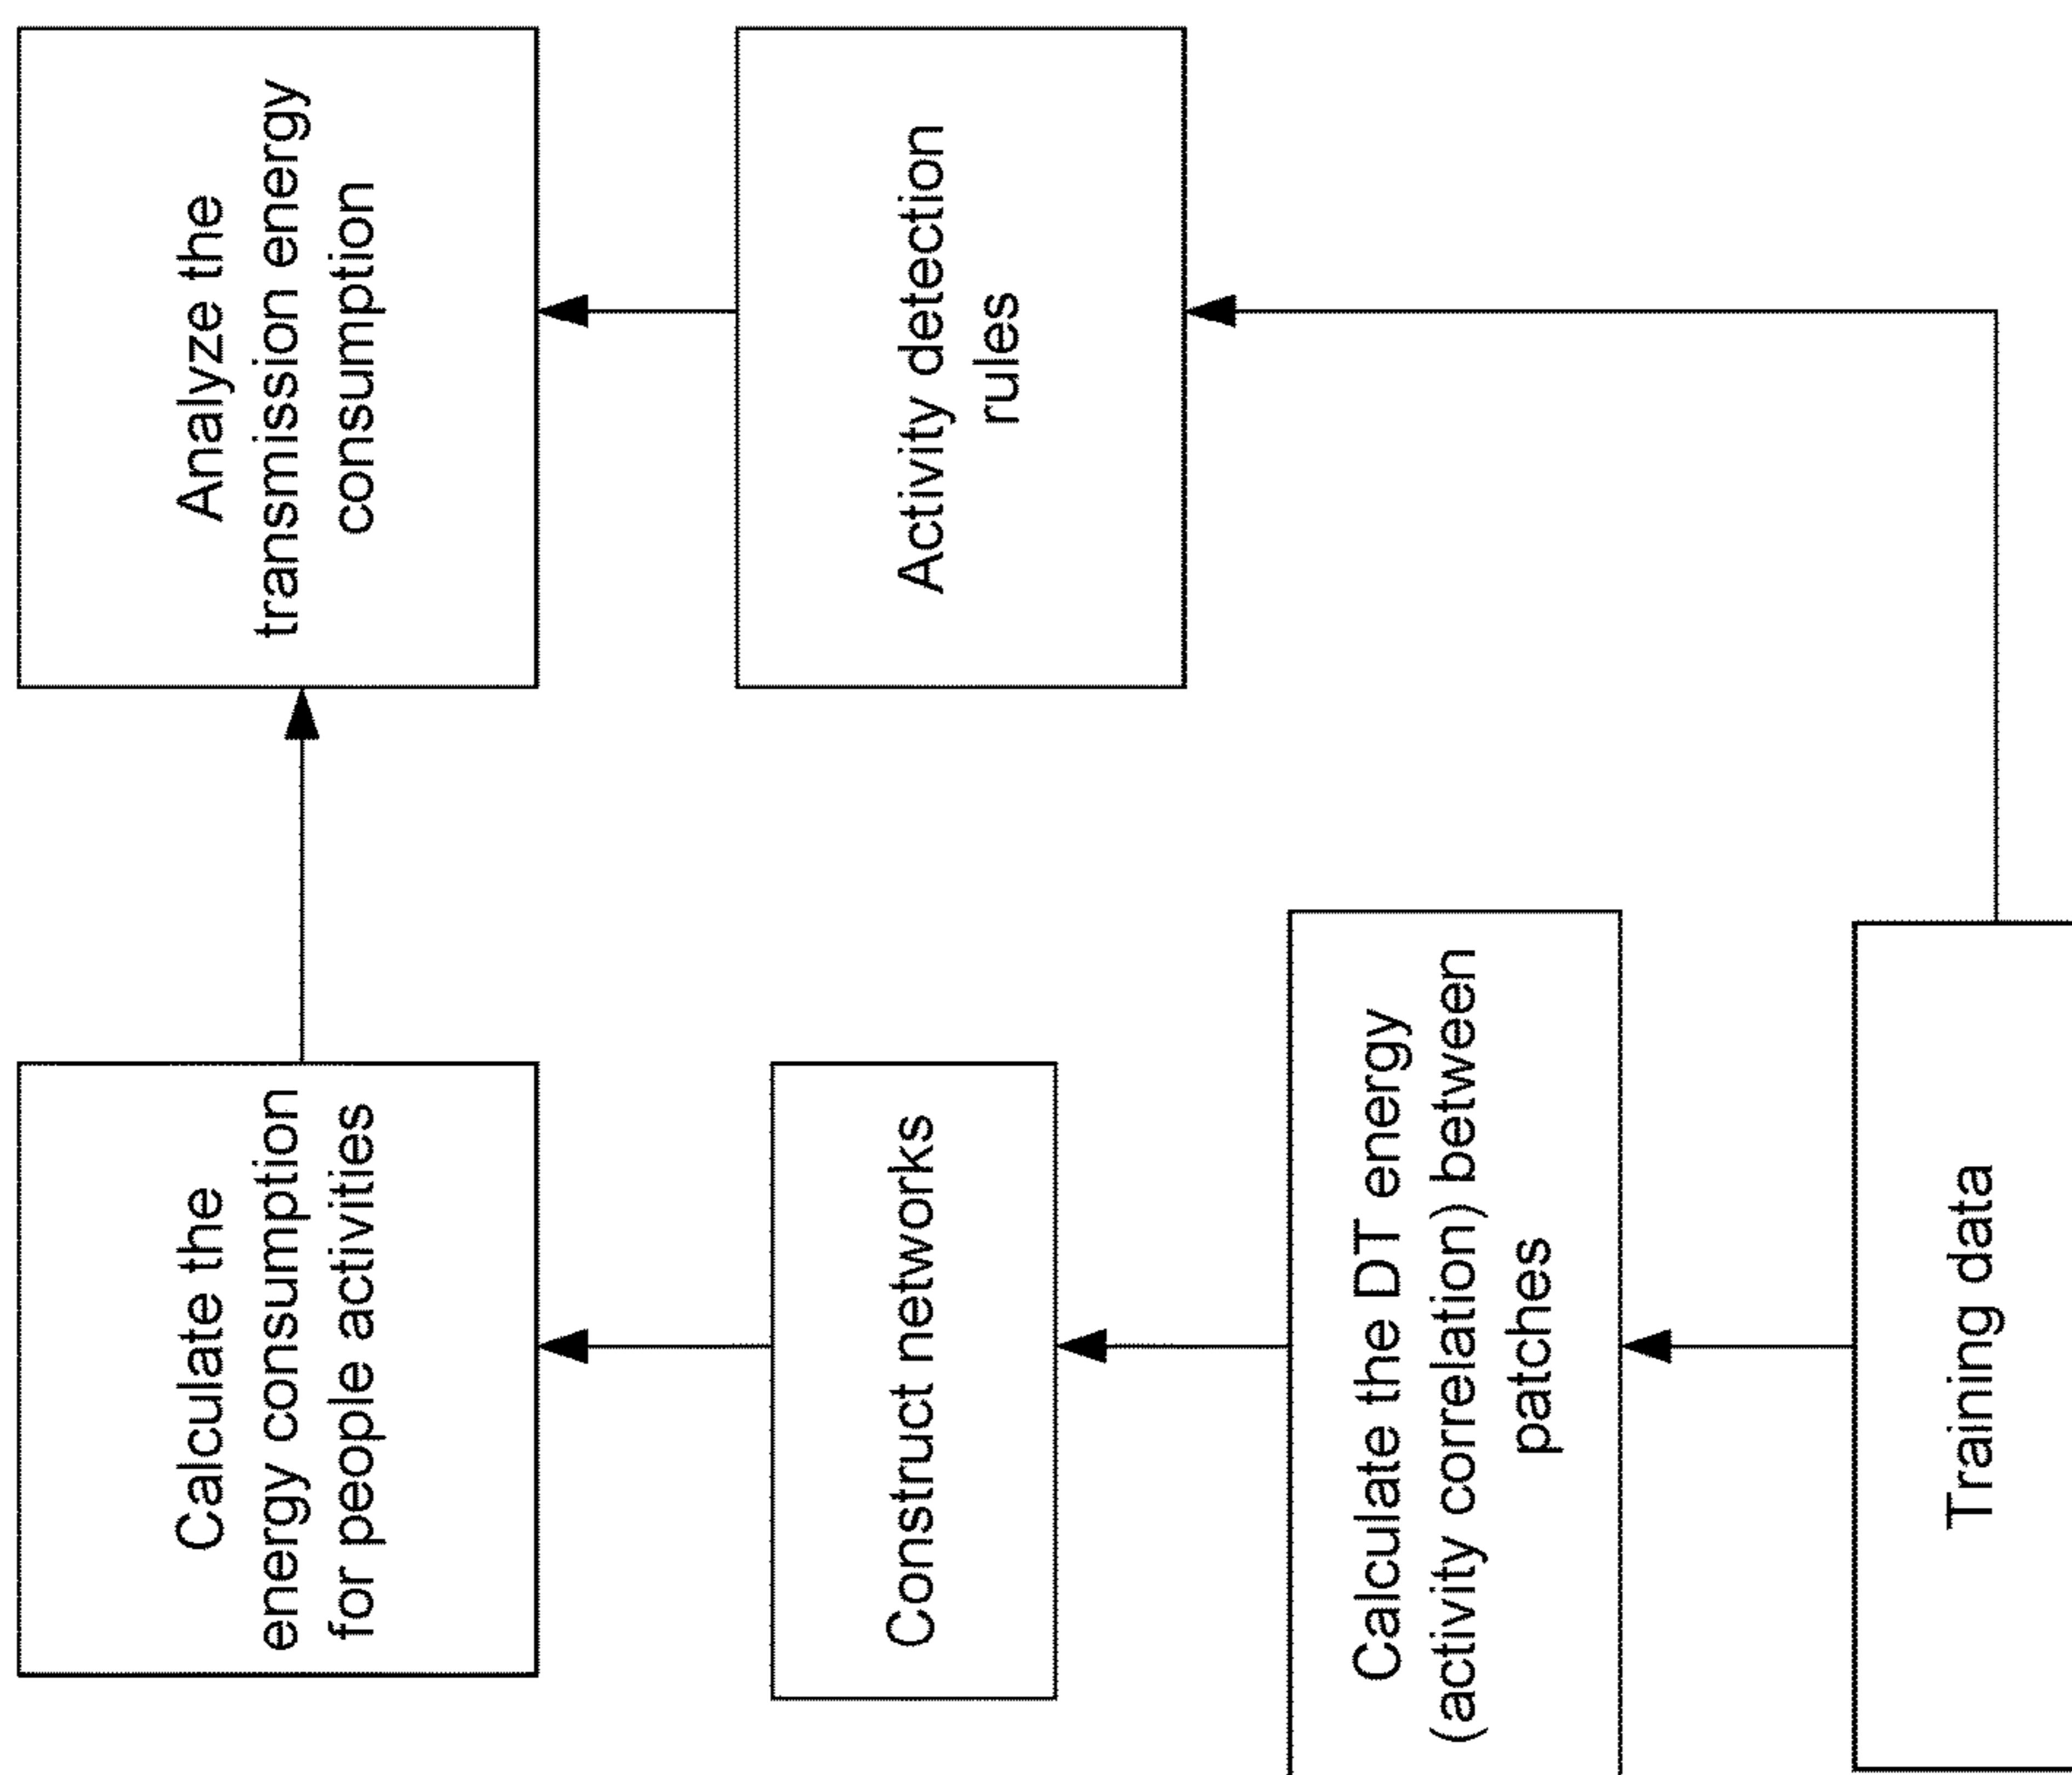 Training data
Calculate the DT energy
(activity correlation) between
patches
Construct networks
Calculate the
energy consumption
for people activities
Activity detection
rules
Analyze the
transmission energy
consumption